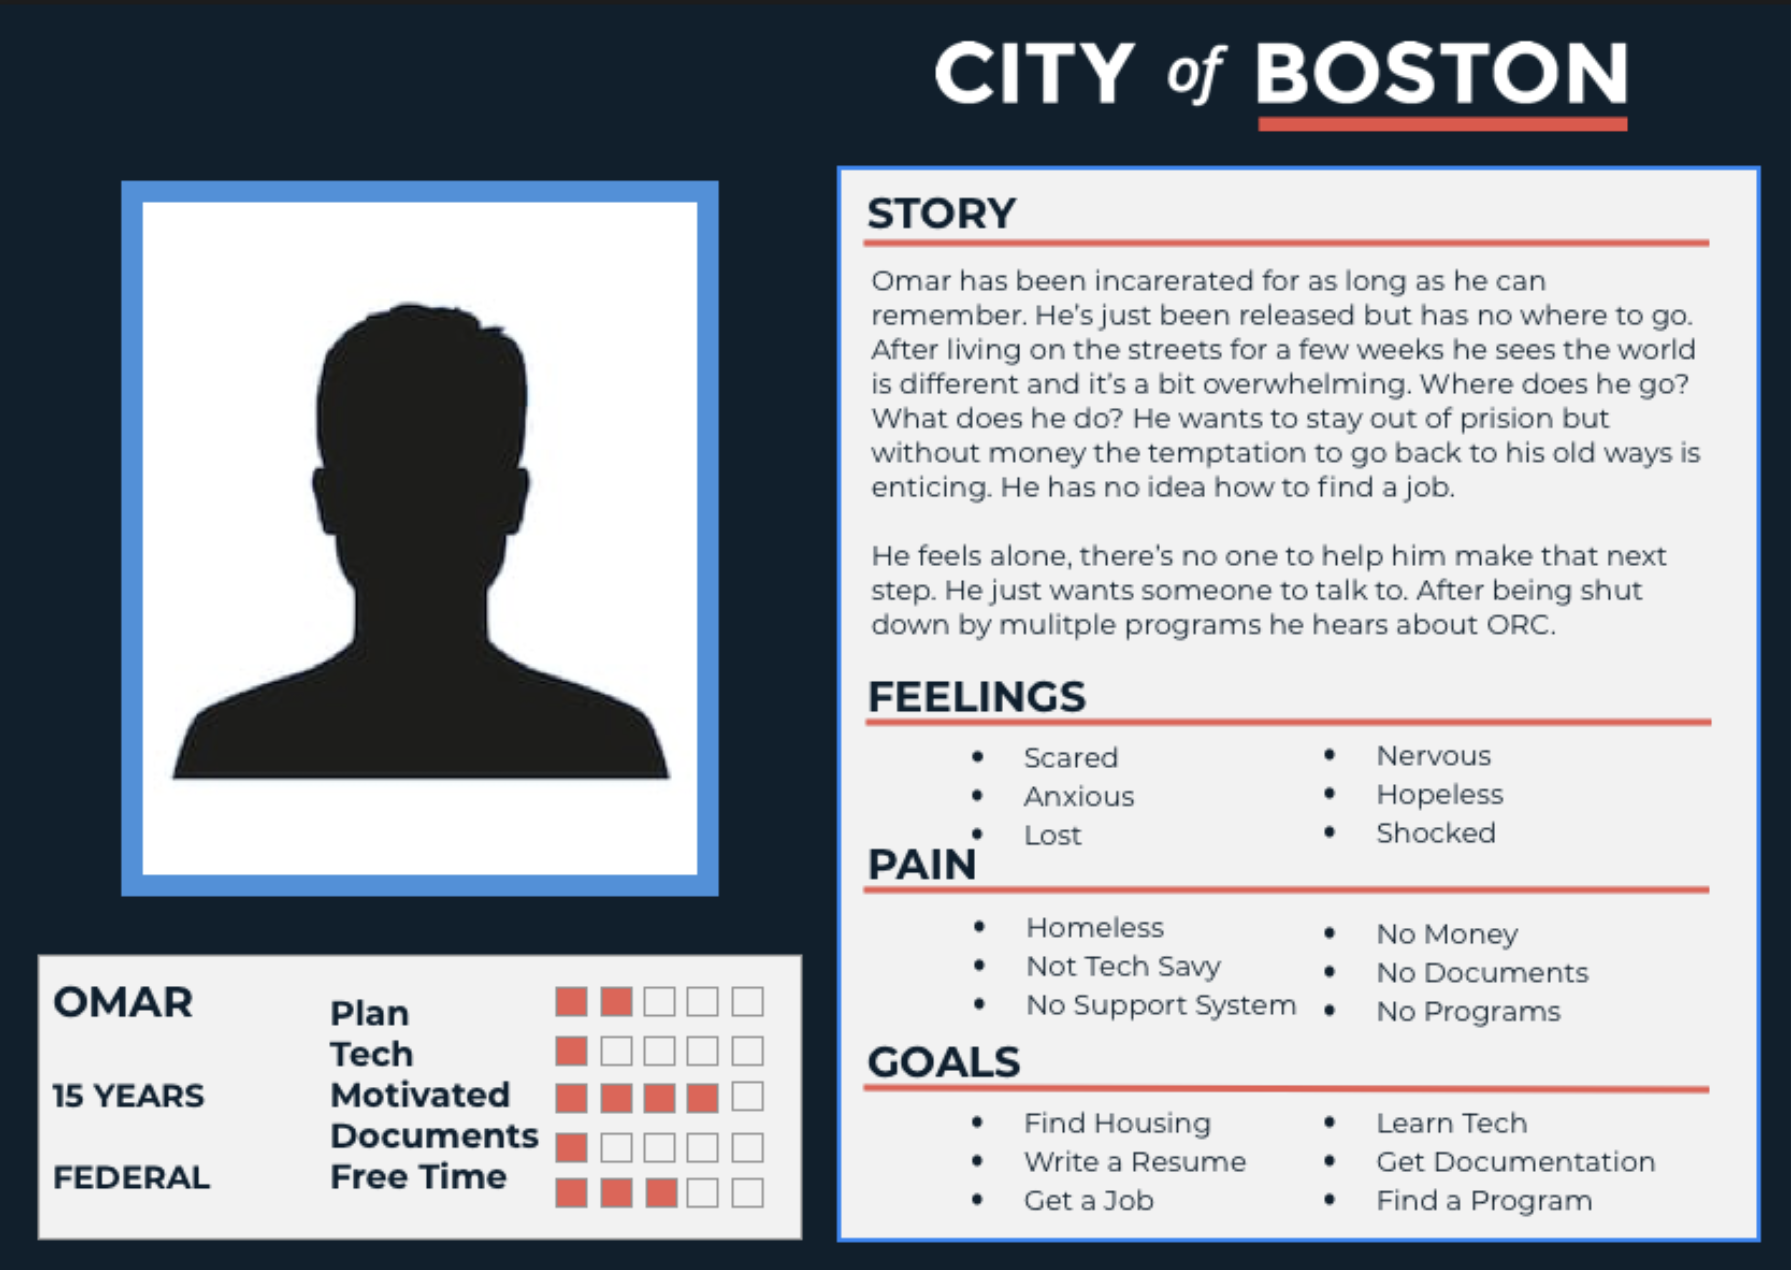 CITY of BOSTON
STORY
Omar has been incarerated for as long as he can
remember. He's just been released but has no where to go.
After living on the streets for a few weeks he sees the world
is different and it's a bit overwhelming. Where does he go?
What does he do? He wants to stay out of prision but
without money the temptation to go back to his old ways is
enticing. He has no idea how to find a job.
He feels alone, there's no one to help him make that next
step. He just wants someone to talk to. After being shut
down by mulitple programs he hears about ORC.
FEELINGS
• Scared
• Anxious
• Lost
• Nervous
• Hopeless
• Shocked
PAIN
• Homeless
• Not Tech Savy
• No Support System
• No Money
• No Documents
• No Programs
GOALS
• Find Housing
• Write a Resume
• Get a Job
• Learn Tech
• Get Documentation
• Find a Program
OMAR
15 YEARS
FEDERAL
Plan
Tech
Motivated
Documents
Free Time